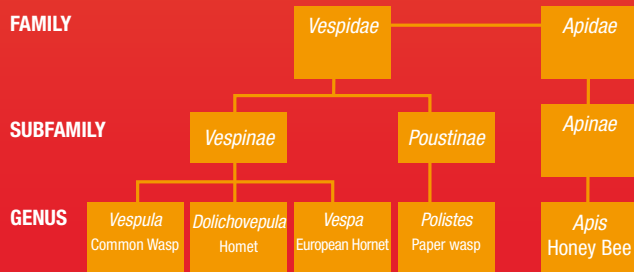 FAMILY
Vespidae
Apidae
SUBFAMILY
Vespinae
Poustinae
Apinae
GENUS
Vespula
Common Wasp
Dolichovepula
Hornet
Vespa
European Hornet
Polistes
Paper wasp
Apis
Honey Bee